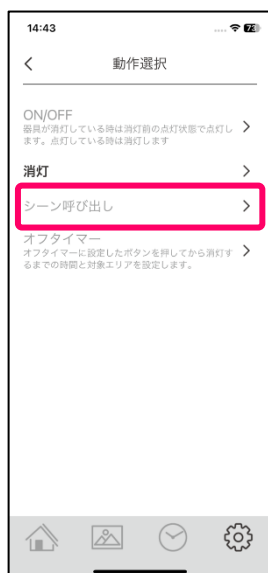 14:43
73
動作選択
ON/OFF
器具が消灯している時は消灯前の点灯状態で点灯し
ます。点灯している時は消灯します
消灯
シーン呼び出し
オフタイマー
オフタイマーに設定したボタンを押してから消灯す
るまでの時間と対象エリアを設定します。